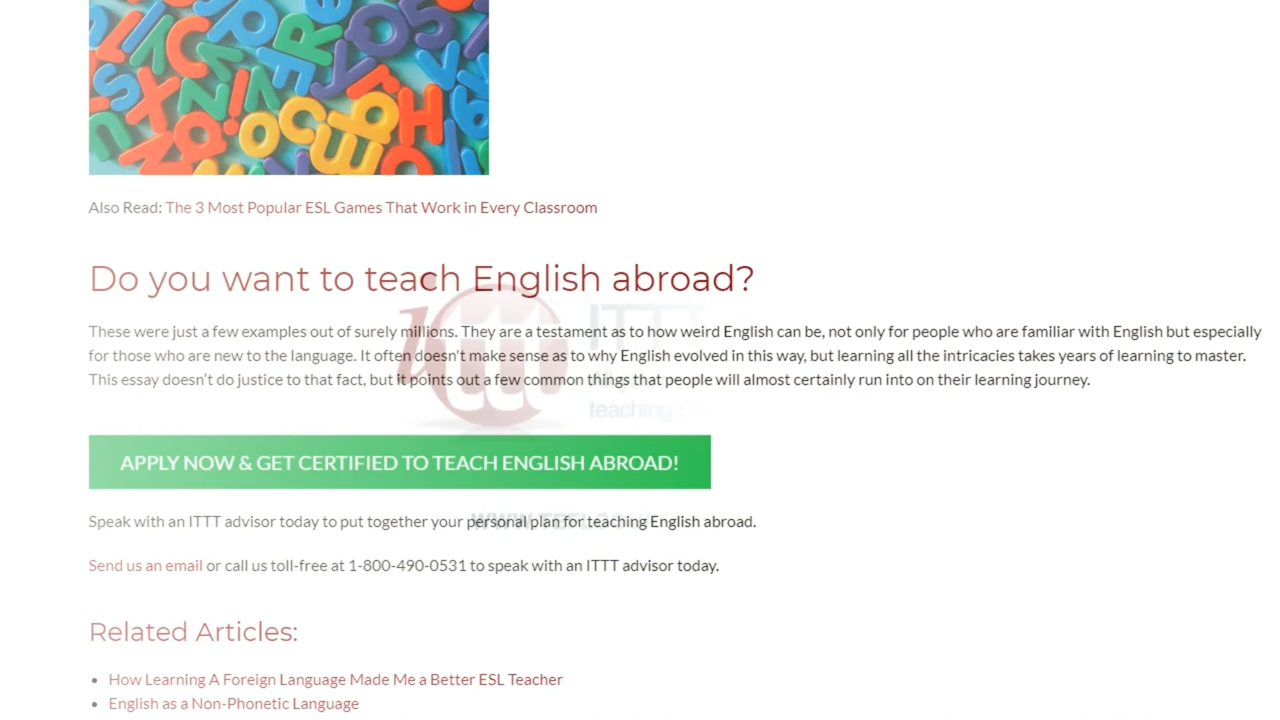 Also Read: The 3 Most Popular ESL Games That Work in Every Classroom
Do you want to teach English abroad?
These were just a few examples out of surely millions. They are a testament as to how weird English can be, not only for people who are familiar with English but especially
for those who are new to the language. It often doesn't make sense as to why English evolved in this way, but learning all the intricacies takes years of learning to master.
This essay doesn’t do justice to that fact, but it points out a few common things that people will almost certainly run into on their learning journey.
ITTT
teaching
APPLY NOW & GET CERTIFIED TO TEACH ENGLISH ABROAD!
Speak with an ITTT advisor today to put together your personal plan for teaching English abroad.
Send us an email or call us toll-free at 1-800-490-0531 to speak with an ITTT advisor today.
Related Articles:
How Learning A Foreign Language Made Me a Better ESL Teacher
English as a Non-Phonetic Language